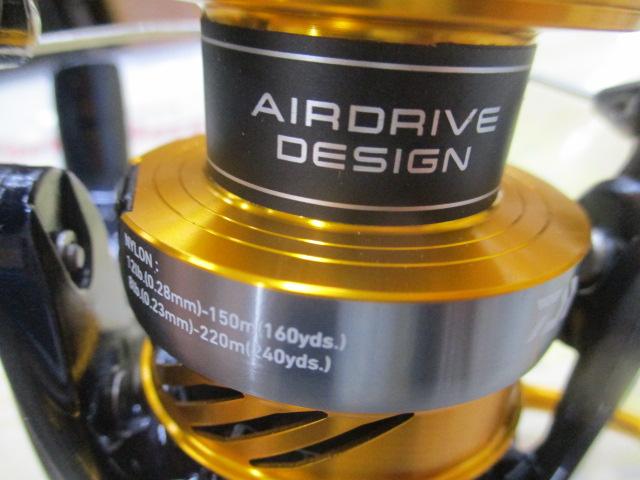 AIRDRIVE
DESIGN
NYLON :
12lb.(0.28mm)-150m(160yds.)
8lb.(0.23mm)-220m(240yds.)